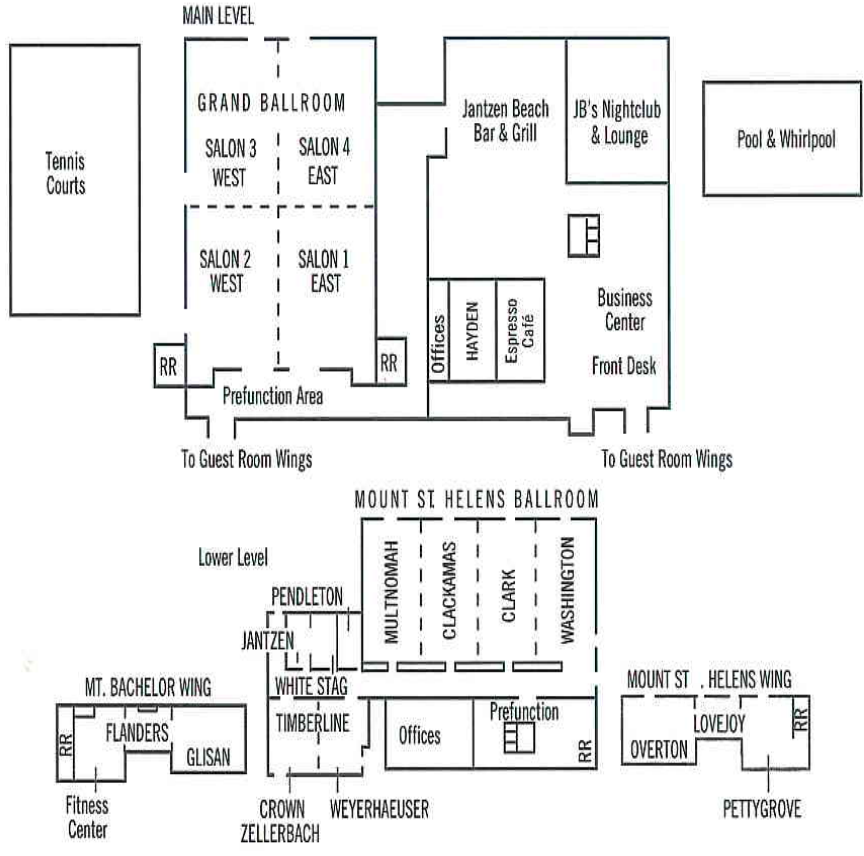 MAIN LEVEL
GRAND BALLROOM
SALON 3
WEST
SALON 4
EAST
SALON 2
WEST
SALON 1
EAST
Tennis
Courts
Jantzen Beach
Bar & Grill
JB's Nightclub
& Lounge
Pool & Whirlpool
Offices
HAYDEN
Espresso
Café
Business
Center
Front Desk
RR
RR
Prefunction Area
To Guest Room Wings
To Guest Room Wings
MOUNT ST. HELENS BALLROOM
Lower Level
MULTNOMAH
CLACKAMAS
CLARK
WASHINGTON
PENDLETON
JANTZEN
WHITE STAG
TIMBERLINE
Offices
Prefunction
RR
MT. BACHELOR WING
RR
FLANDERS
GLISAN
Fitness
Center
CROWN
ZELLERBACH
WEYERHAEUSER
MOUNT ST . HELENS WING
LOVEJOY
RR
OVERTON
PETTYGROVE